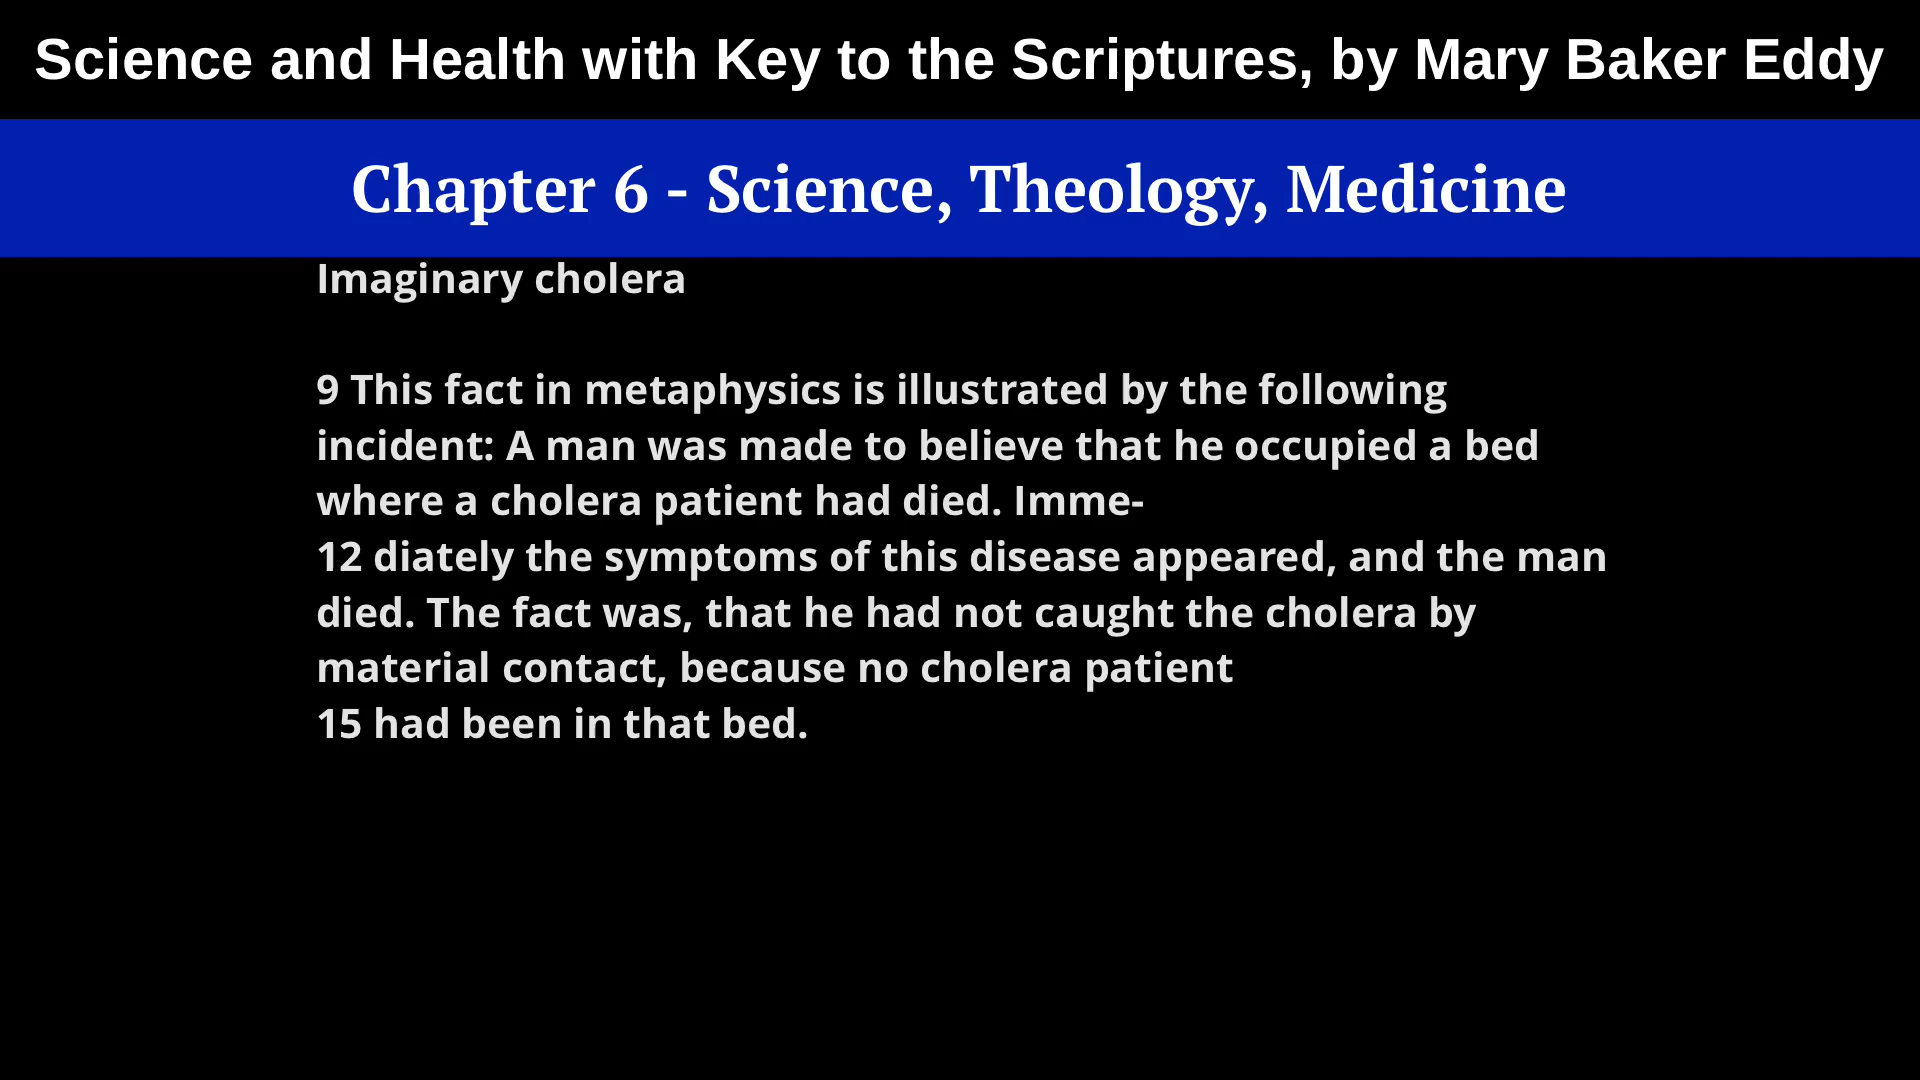 Science and Health with Key to the Scriptures, by Mary Baker Eddy
Chapter 6 - Science, Theology, Medicine
Imaginary cholera
9 This fact in metaphysics is illustrated by the following
incident: A man was made to believe that he occupied a bed
where a cholera patient had died. Imme-
12 diately the symptoms of this disease appeared, and the man
died. The fact was, that he had not caught the cholera by
material contact, because no cholera patient
15 had been in that bed.